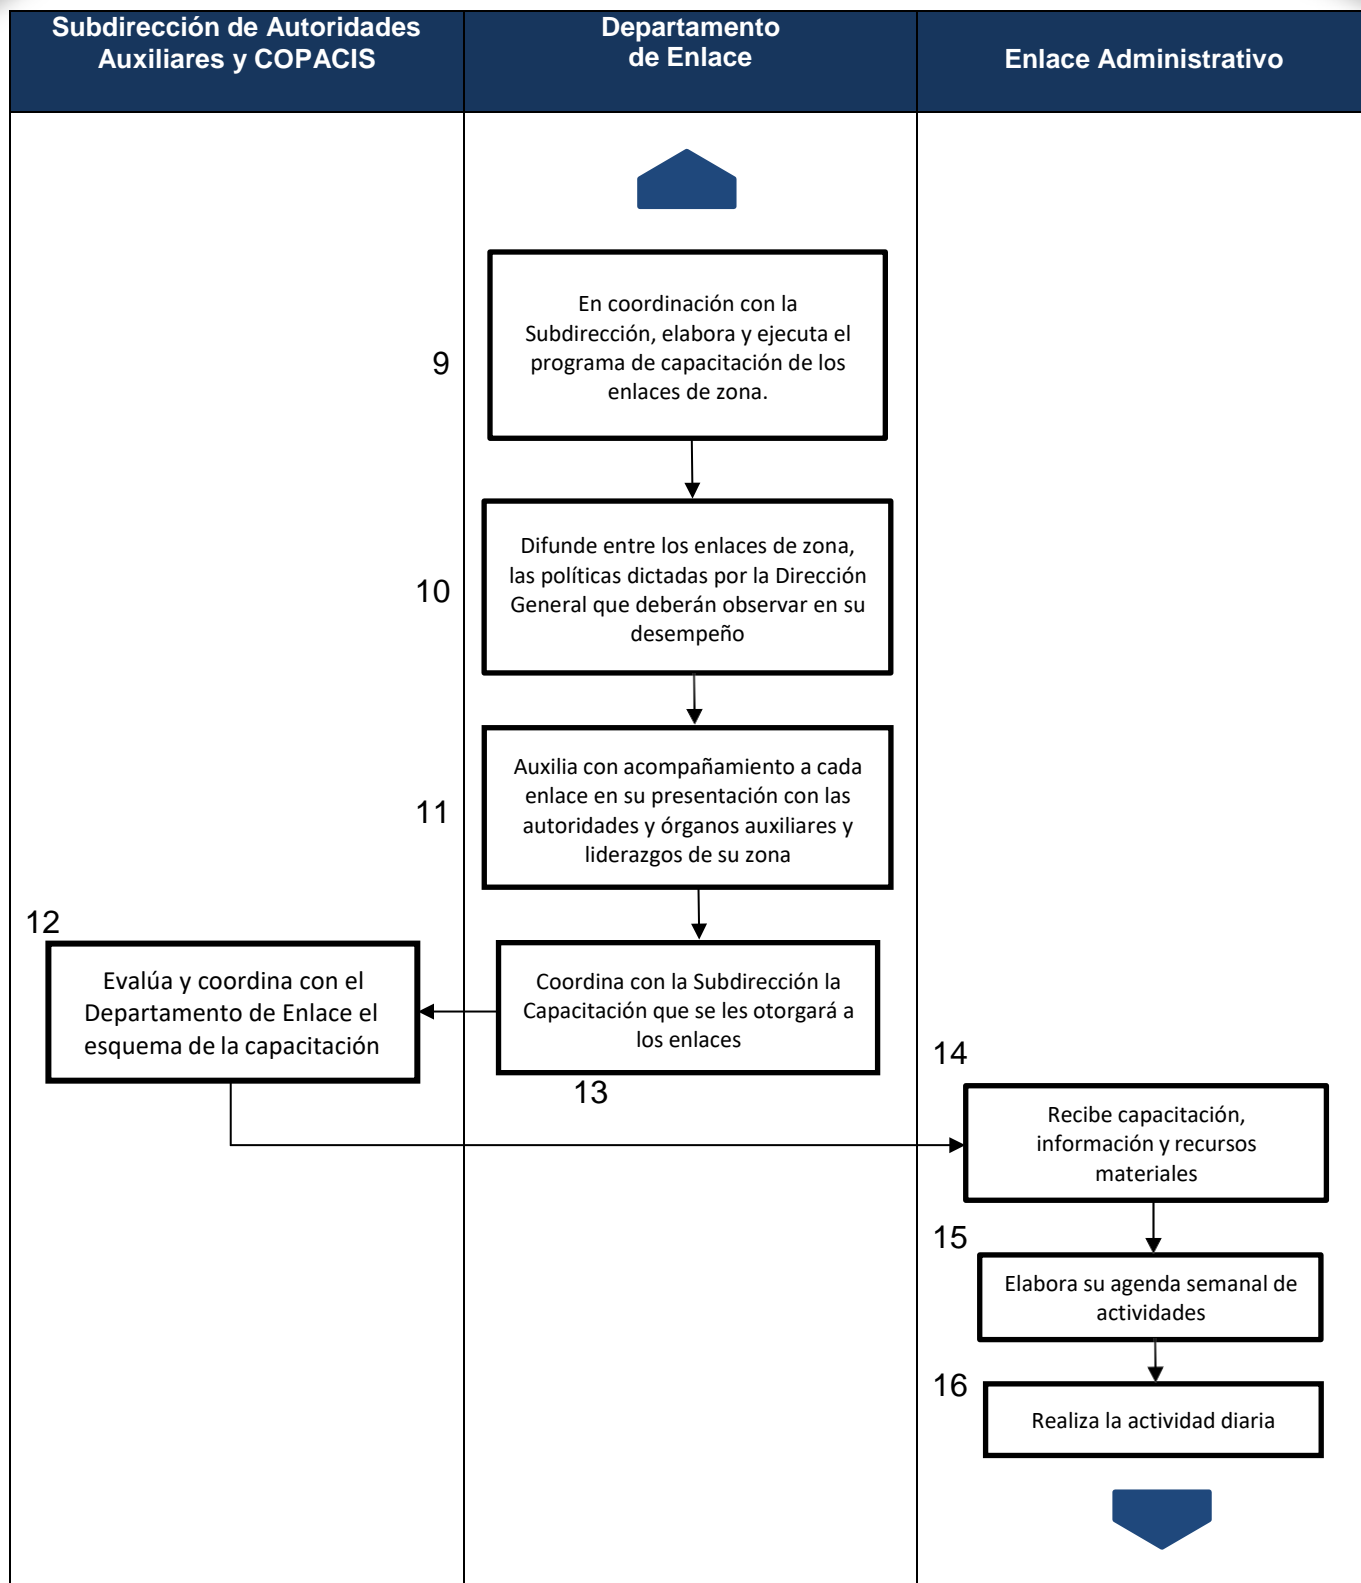 Subdirección de Autoridades
Auxiliares y COPACIS
Departamento
de Enlace
Enlace Administrativo
9
En coordinación con la
Subdirección, elabora y ejecuta el
programa de capacitación de los
enlaces de zona.
10
Difunde entre los enlaces de zona,
las políticas dictadas por la Dirección
General que deberán observar en su
desempeño
11
Auxilia con acompañamiento a cada
enlace en su presentación con las
autoridades y órganos auxiliares y
liderazgos de su zona
12
Evalúa y coordina con el
Departamento de Enlace el
esquema de la capacitación
Coordina con la Subdirección la
Capacitación que se les otorgará a
los enlaces
13
14
Recibe capacitación,
información y recursos
materiales
15
Elabora su agenda semanal de
actividades
16
Realiza la actividad diaria